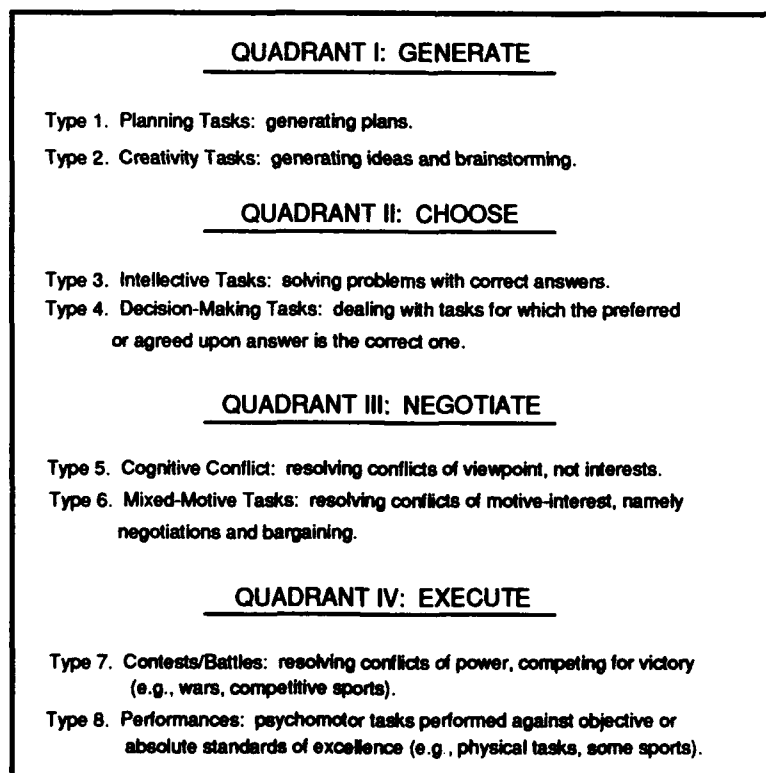 QUADRANT I: GENERATE
Type 1. Planning Tasks: generating plans.
Type 2. Creativity Tasks: generating ideas and brainstorming.
QUADRANT II: CHOOSE
Type 3. Intellective Tasks: solving problems with correct answers.
Type 4. Decision-Making Tasks: dealing with tasks for which the preferred
or agreed upon answer is the correct one.
QUADRANT III: NEGOTIATE
Type 5. Cognitive Conflict: resolving conflicts of viewpoint, not interests.
Type 6. Mixed-Motive Tasks: resolving conflicts of motive-interest, namely
negotiations and bargaining.
QUADRANT IV: EXECUTE
Type 7. Contests/Battles: resolving conflicts of power, competing for victory
(e.g., wars, competitive sports).
Type 8. Performances: psychomotor tasks performed against objective or
absolute standards of excellence (e.g., physical tasks, some sports).